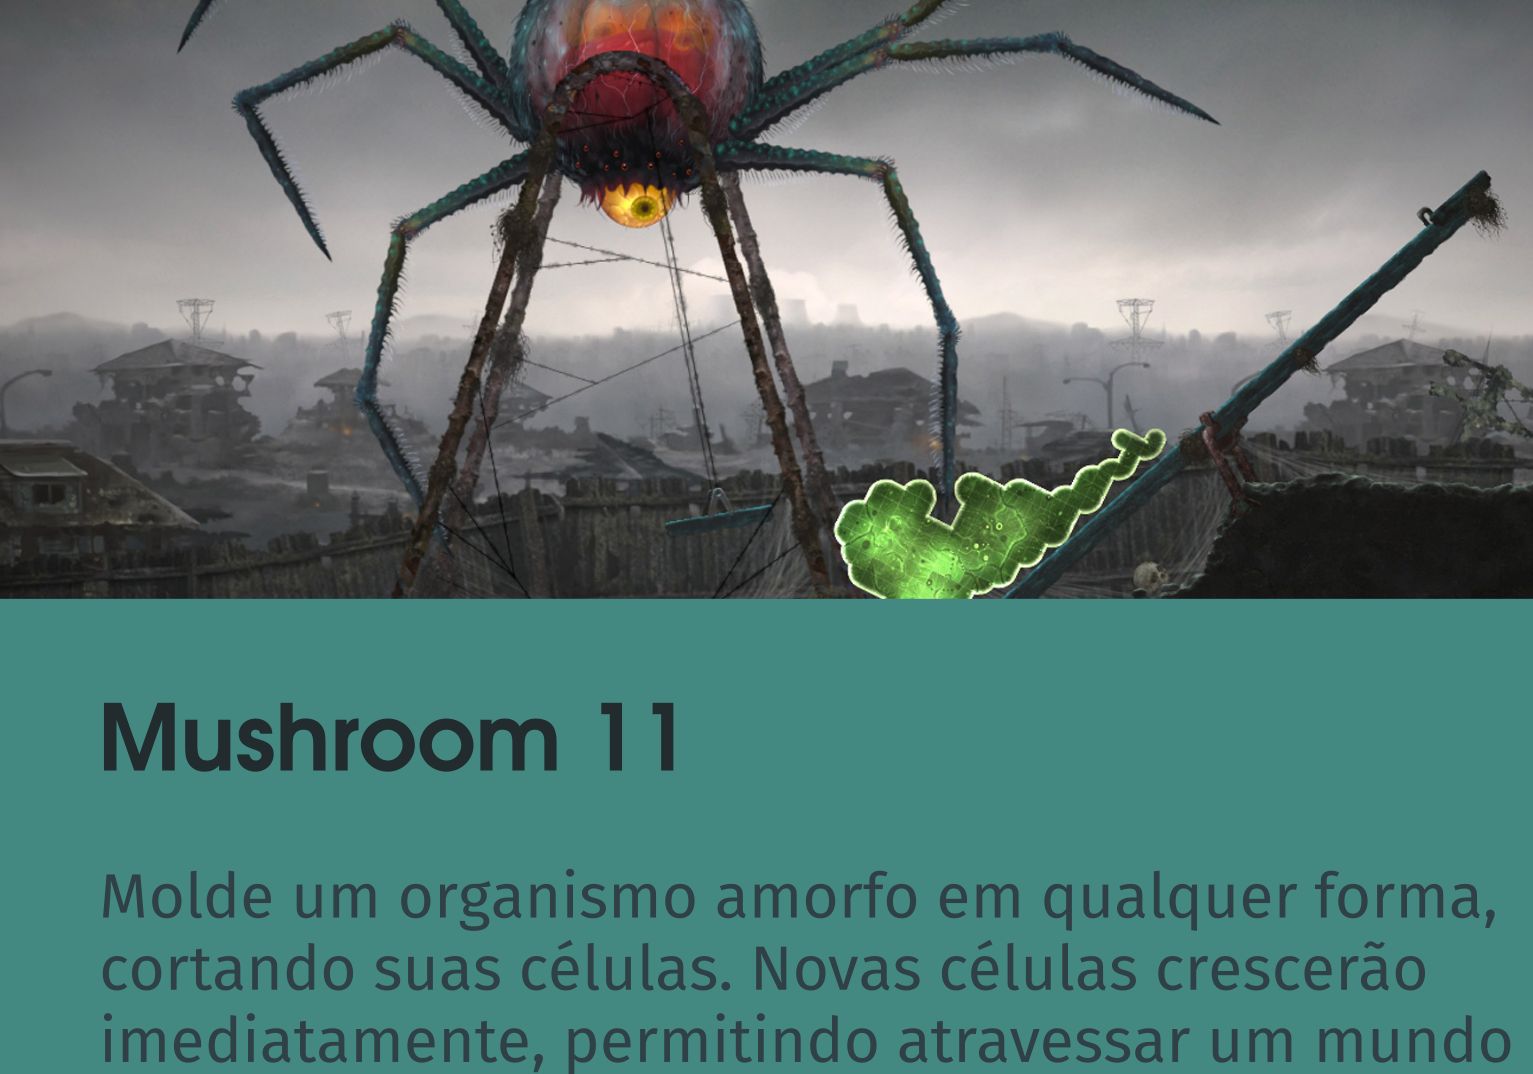 Mushroom 11
Molde um organismo amorfo em qualquer forma,
cortando suas células. Novas células crescerão
imediatamente, permitindo atravessar um mundo